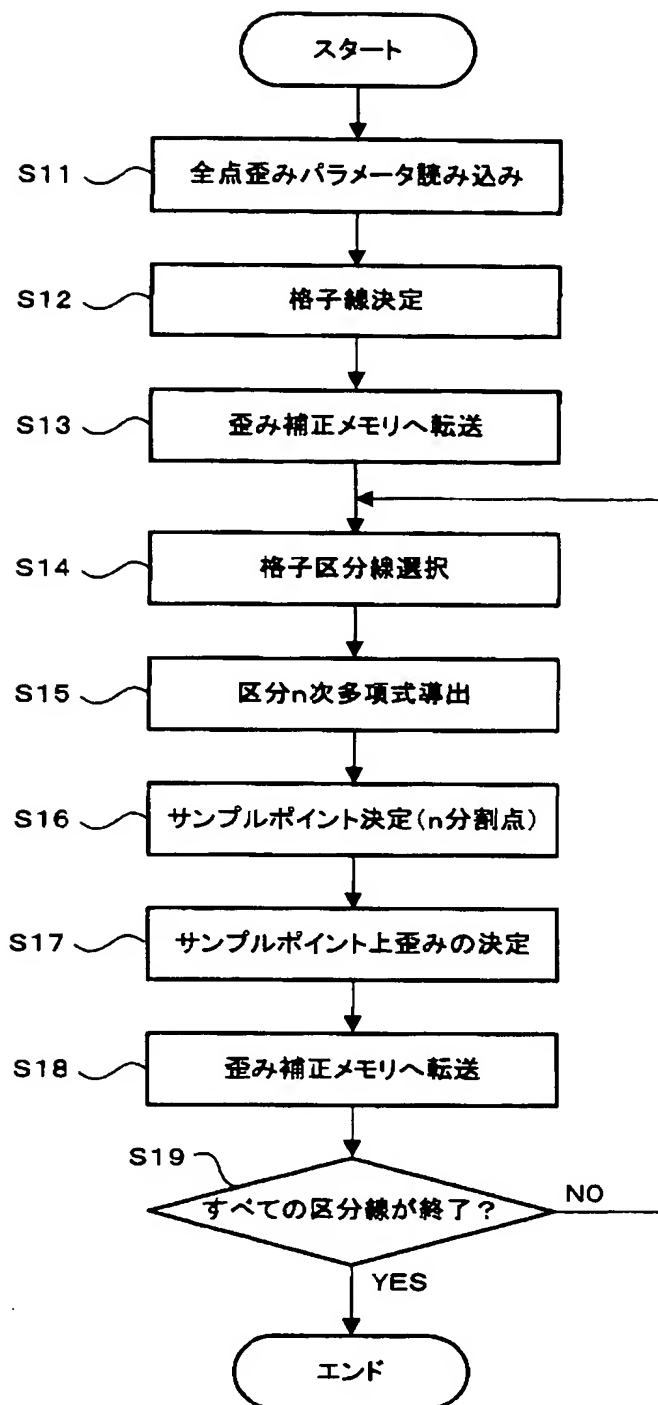 スタート
S11
全点歪みパラメータ読み込み
S12
格子線決定
S13
歪み補正メモリへ転送
S14
格子区分線選択
S15
区分n次多項式導出
S16
サンプルポイント決定(n分割点)
S17
サンプルポイント上歪みの決定
S18
歪み補正メモリへ転送
S19
すべての区分線が終了?
NO
YES
エンド